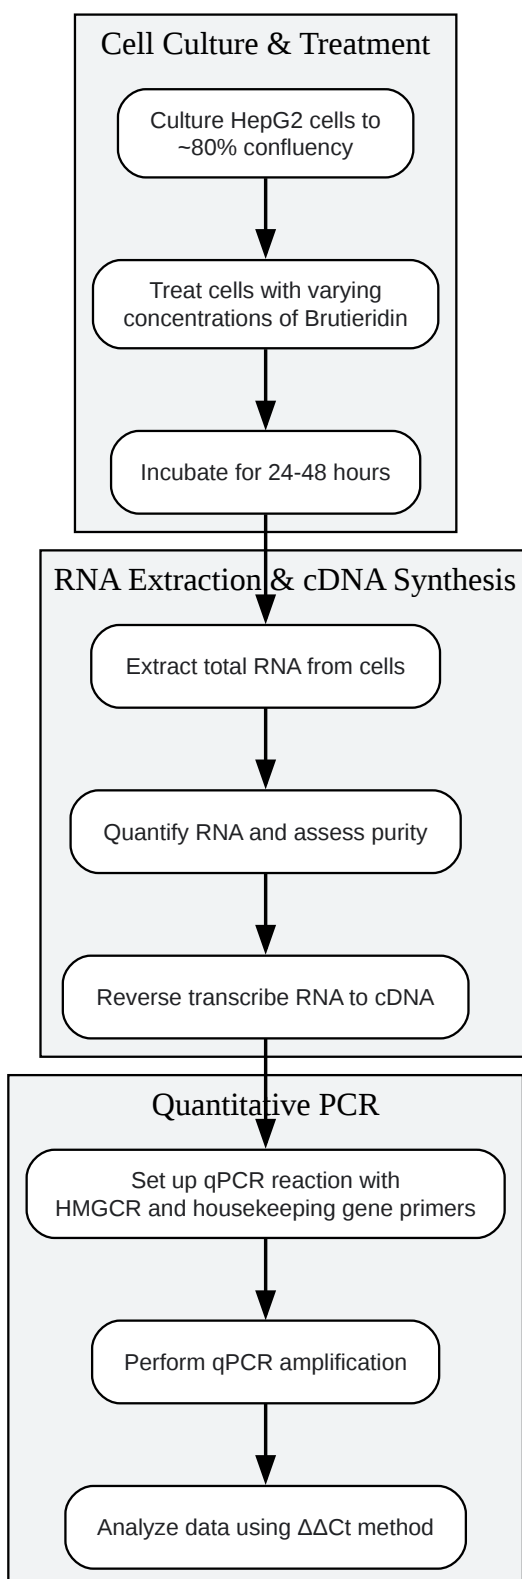 Cell Culture & Treatment
Culture HepG2 cells to
~80% confluency
Treat cells with varying
concentrations of Brutieridin
Incubate for 24-48 hours
RNA Extraction & cDNA Synthesis
Extract total RNA from cells
Quantify RNA and assess purity
Reverse transcribe RNA to cDNA
Quantitative PCR
Set up qPCR reaction with
HMGCR and housekeeping gene primers
Perform qPCR amplification
Analyze data using ΔΔCt method